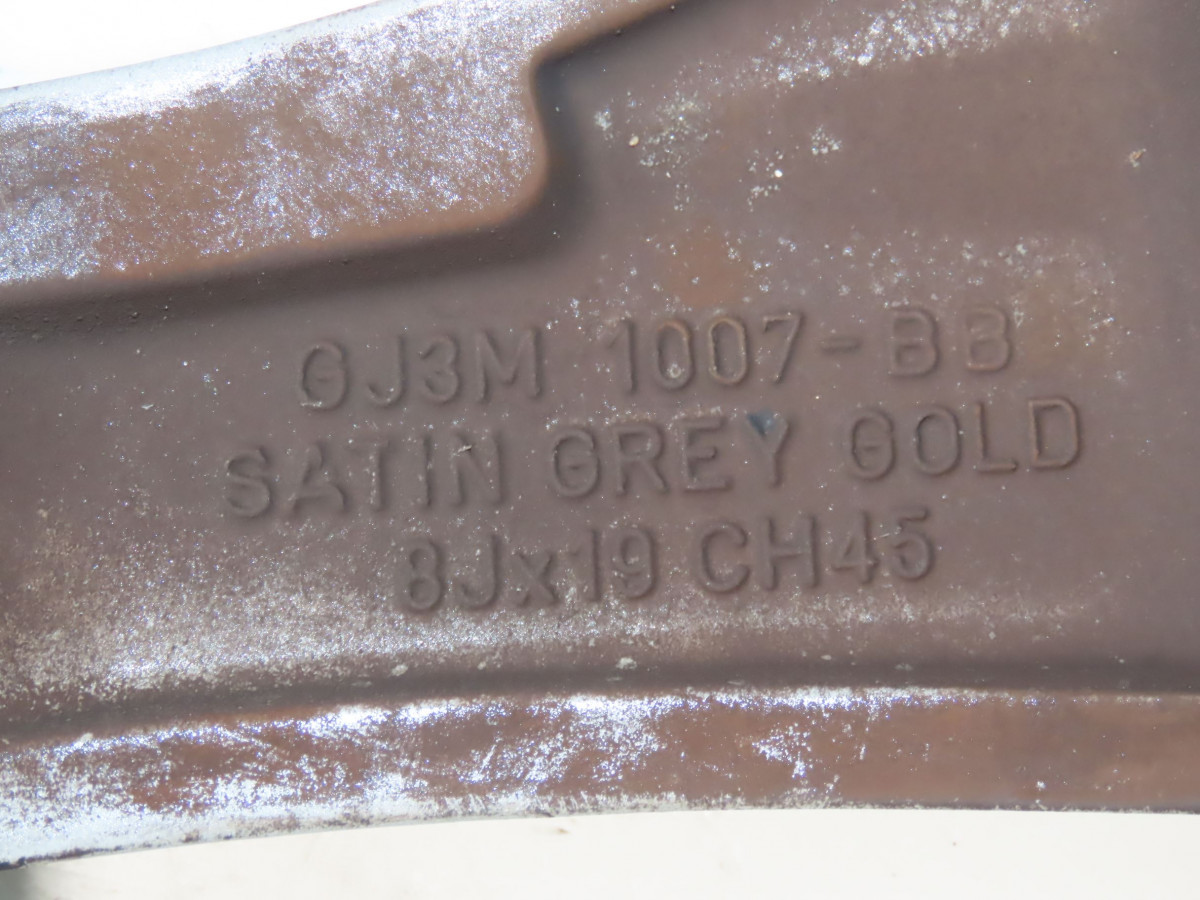 GJ3M 1007-BB
SATIN GREY GOLD
8Jx19 CH45